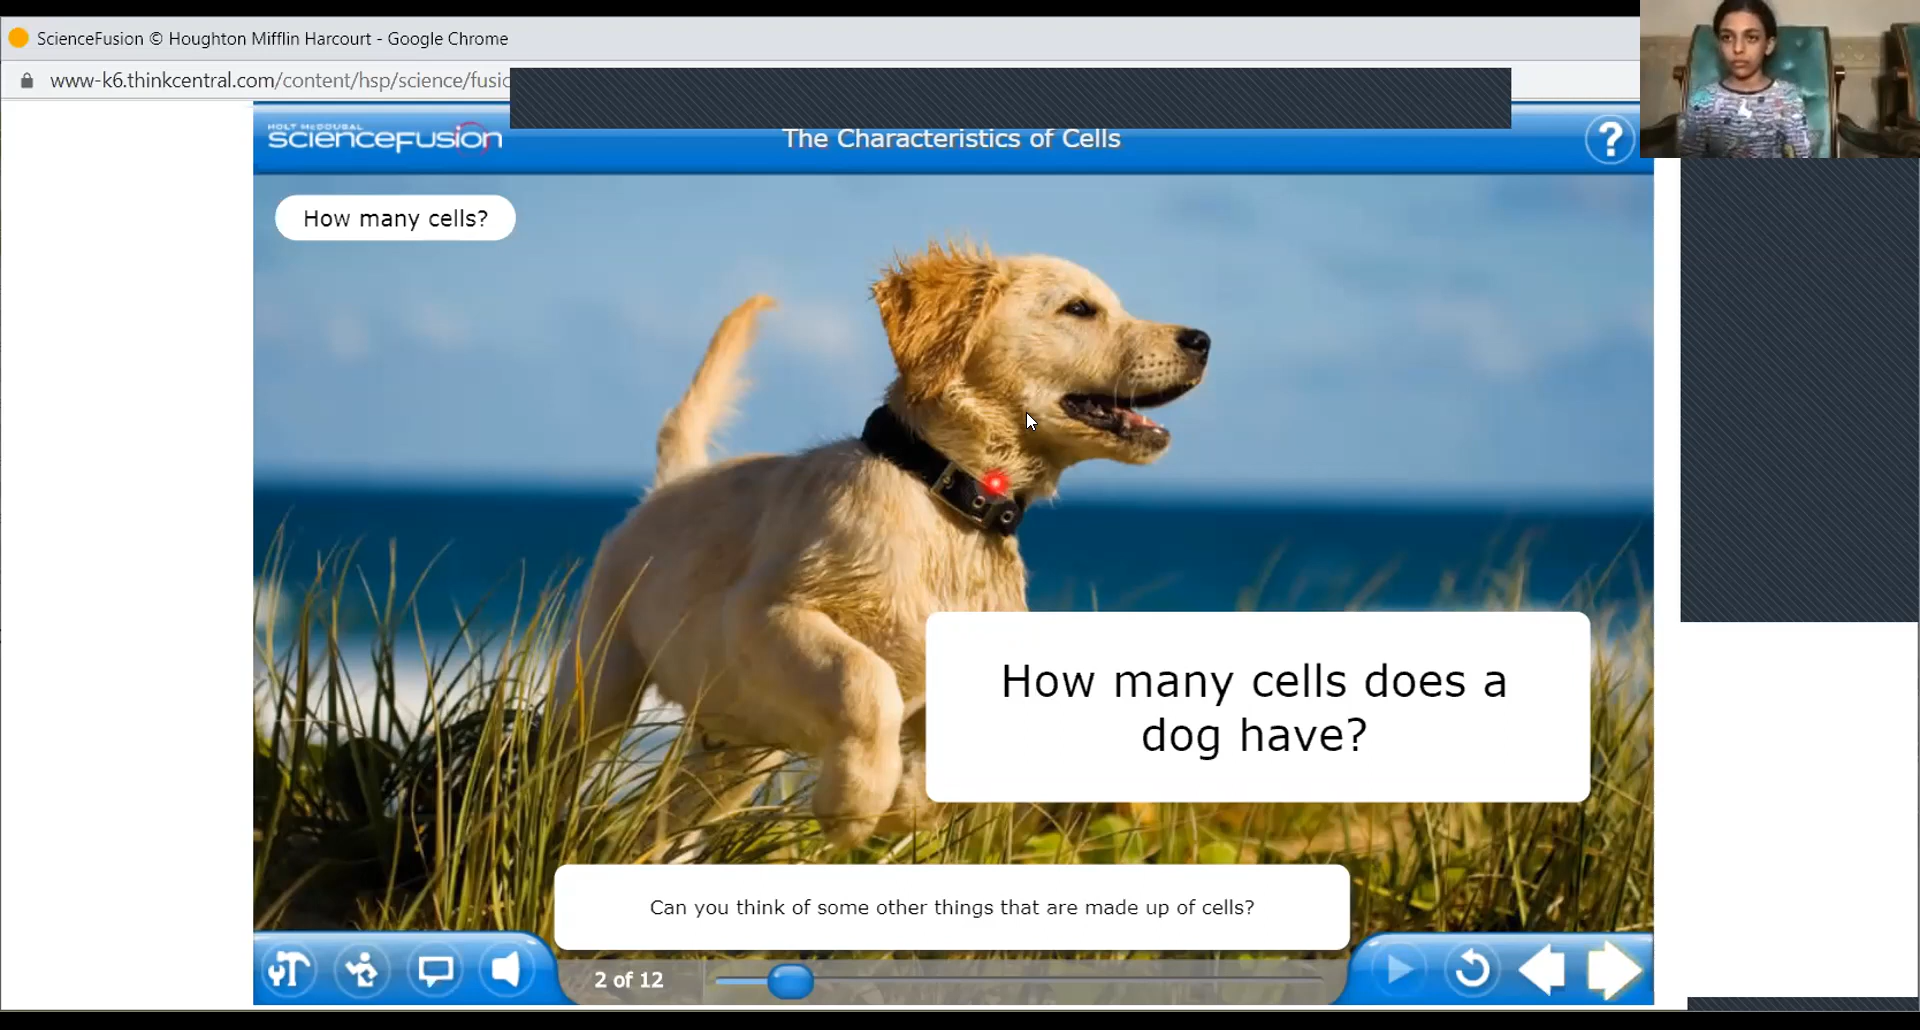 ScienceFusion © Houghton Mifflin Harcourt - Google Chrome
www-k6.thinkcentral.com/content/hsp/science/fusic
HOLT McDOUGAL
sciencefusion
The Characteristics of Cells
?
How many cells?
How many cells does a
dog have?
Can you think of some other things that are made up of cells?
2 of 12